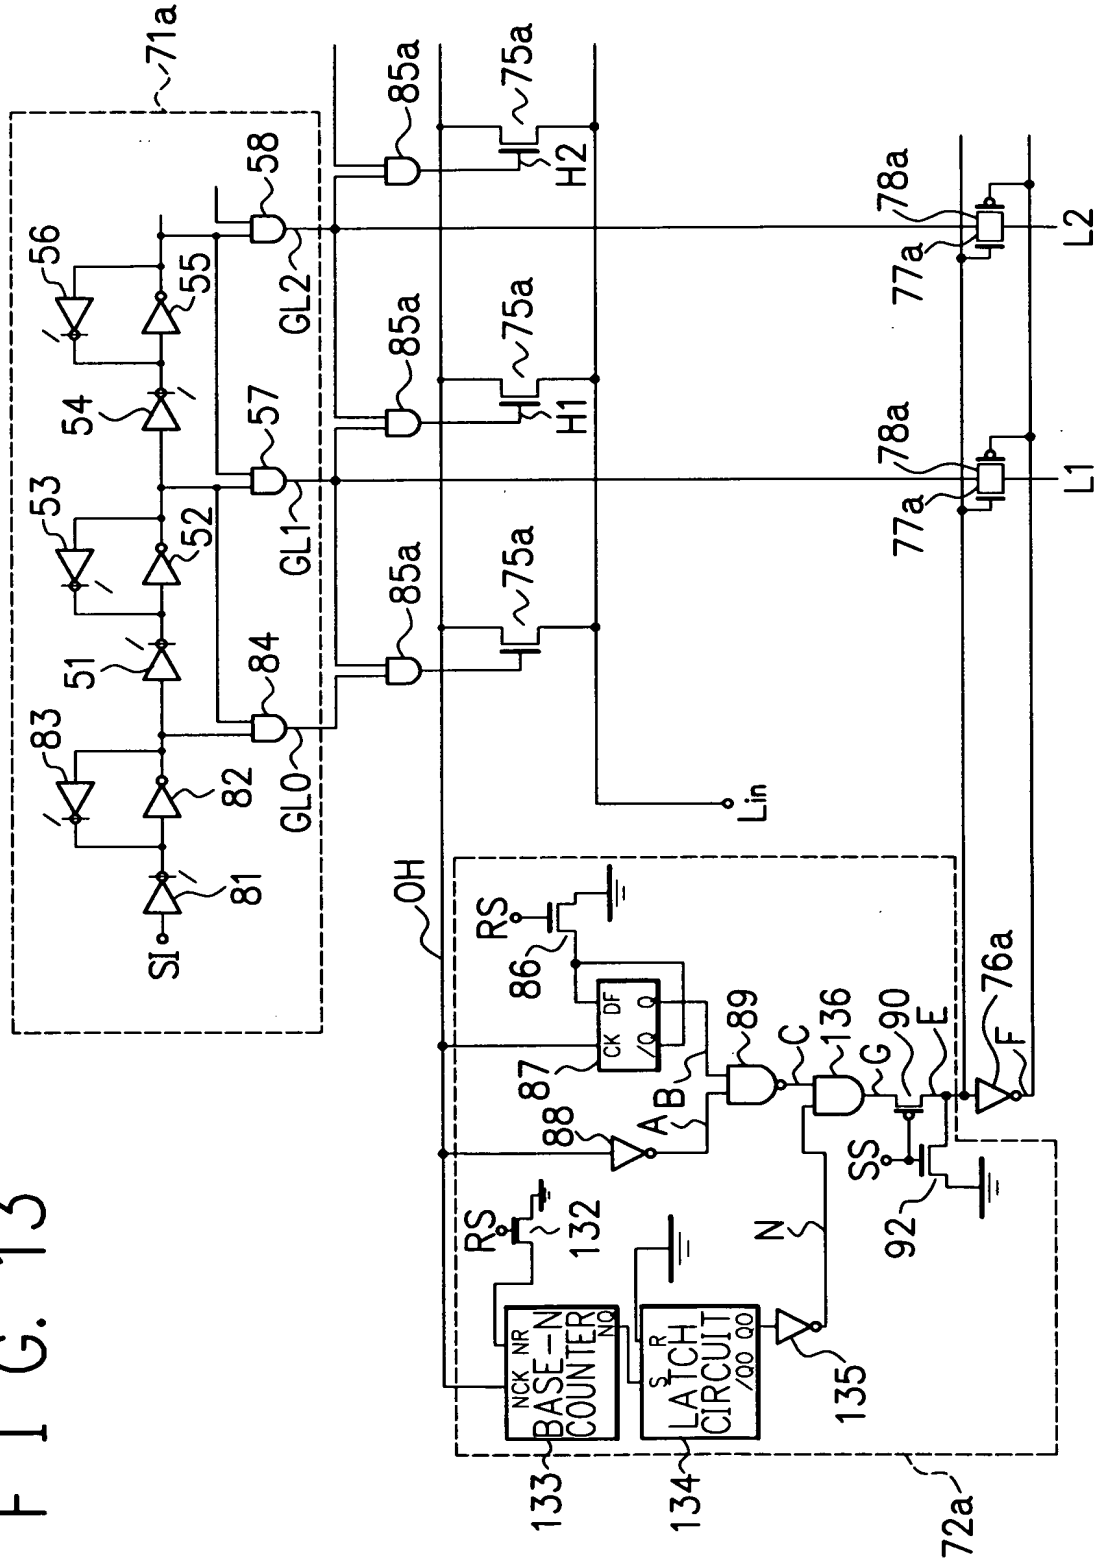 F I G. 13
71a
56
55
54
53
52
51
83
82
81
SI
58
57
84
GL2
GL1
GL0
85a
85a
85a
75a
75a
75a
H2
H1
OH
Lin
78a
77a
L2
78a
77a
L1
RS
86
CK DF
/Q Q
87
88
A
B
89
C
136
G
90
E
76a
F
SS
92
N
RS
132
NCK NR
BASE-N
COUNTER
NQ
133
S R
LATCH
CIRCUIT
/QO QO
134
135
72a